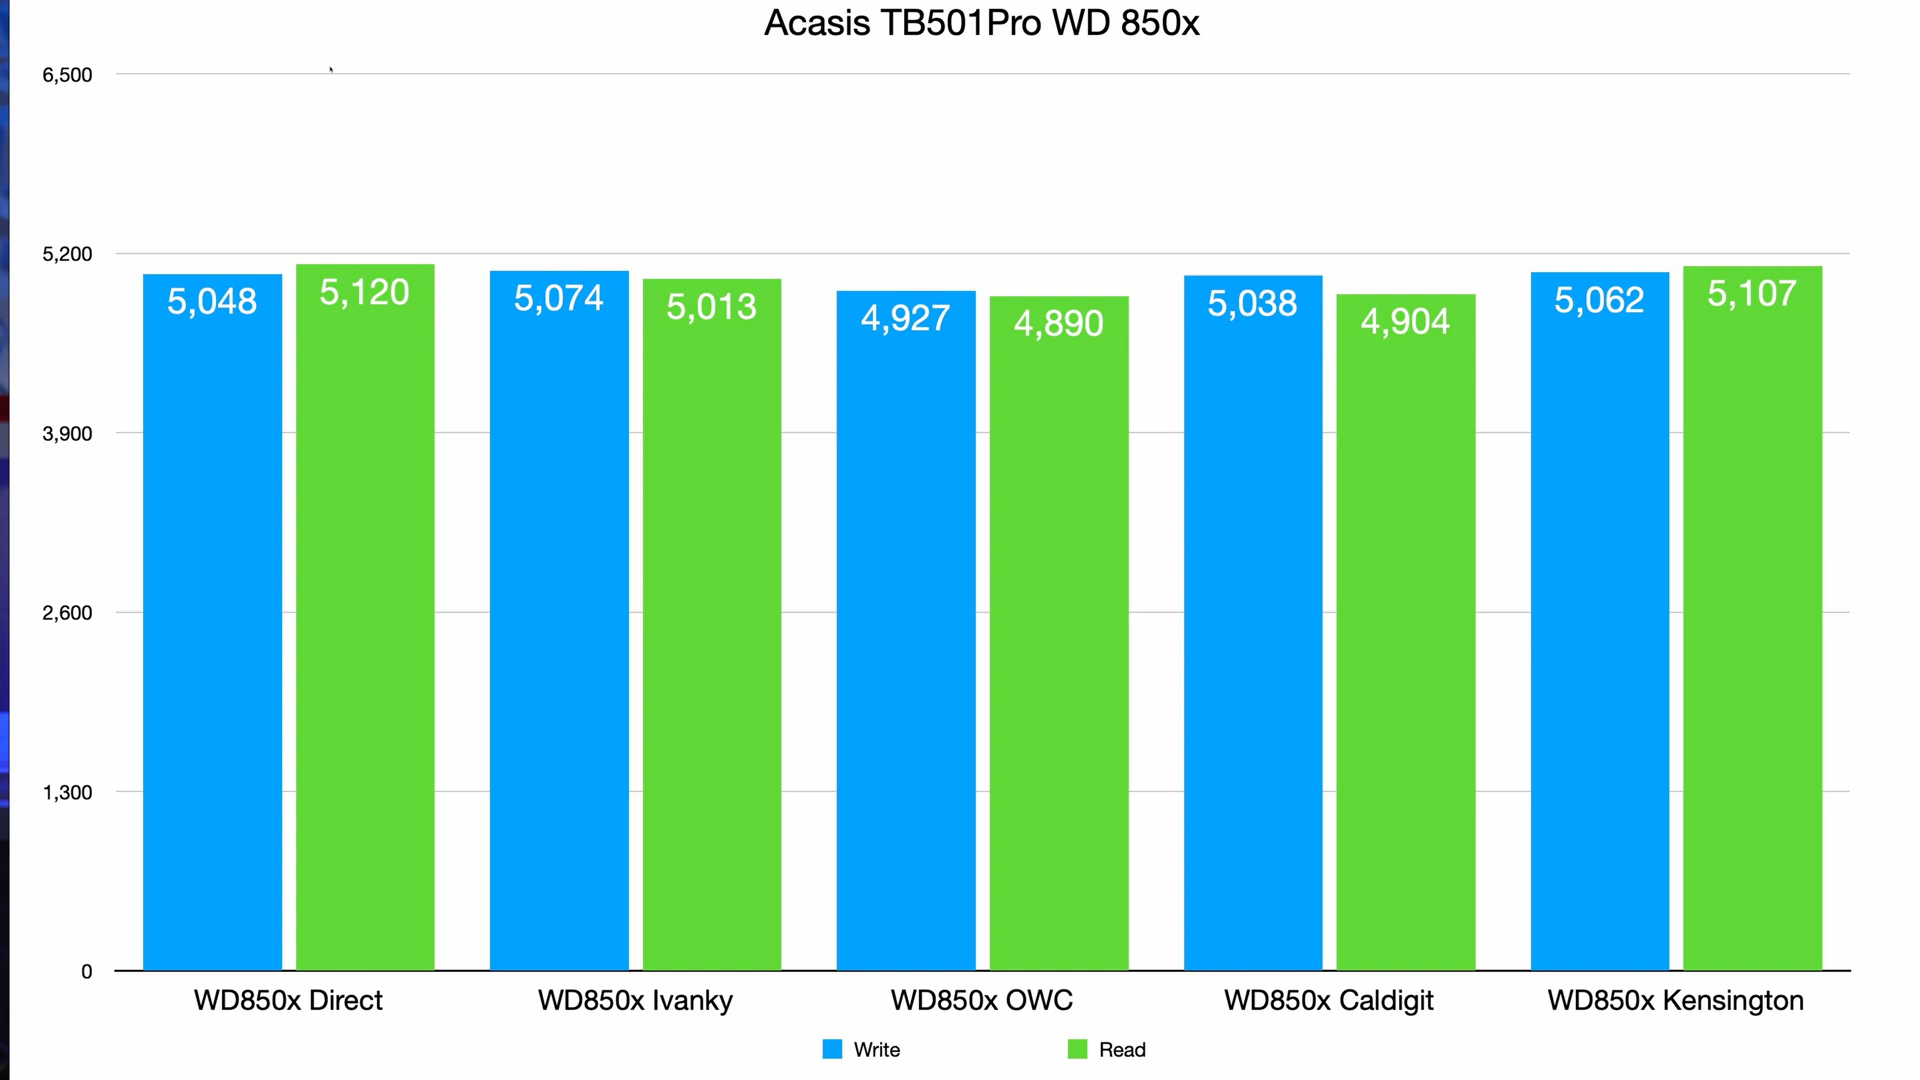 Acasis TB501Pro WD 850x
6,500
5,200
3,900
2,600
1,300
0
5,048
5,120
5,074
5,013
4,927
4,890
5,038
4,904
5,062
5,107
WD850x Direct
WD850x Ivanky
WD850x OWC
WD850x Caldigit
WD850x Kensington
Write
Read